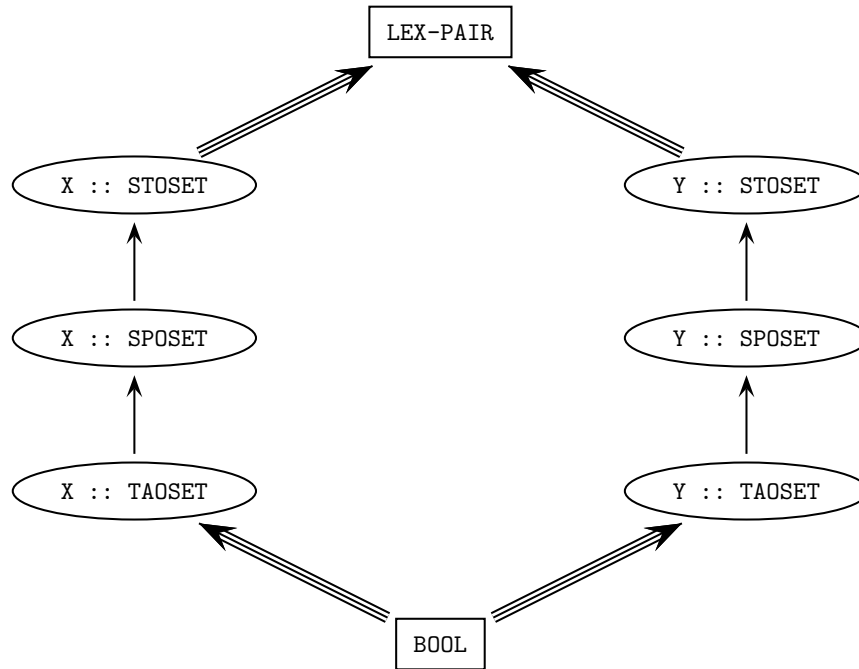 LEX-PAIR
X :: STOSET
Y :: STOSET
X :: SPOSET
Y :: SPOSET
X :: TAOSET
Y :: TAOSET
BOOL